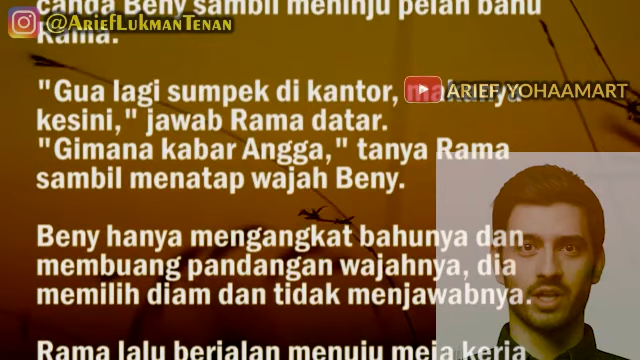 canda Beny sambil meninju pelan bahu
@AriefLukmanTenan
Rama.
"Gua lagi sumpek di kantor, makanya
ARIEF YOHAAMART
kesini," jawab Rama datar.
"Gimana kabar Angga," tanya Rama
sambil menatap wajah Beny.
Beny hanya mengangkat bahunya dan
membuang pandangan wajahnya, dia
memilih diam dan tidak menjawabnya.
Rama lalu berjalan menuju meja kerja